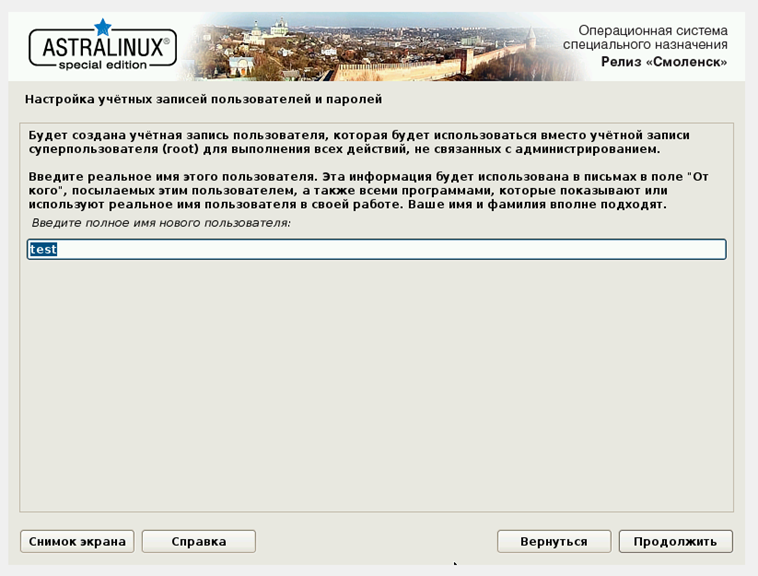 ASTRALINUX®
special edition
Операционная система
специального назначения
Релиз «Смоленск»
Настройка учётных записей пользователей и паролей
Будет создана учётная запись пользователя, которая будет использоваться вместо учётной записи
суперпользователя (root) для выполнения всех действий, не связанных с администрированием.
Введите реальное имя этого пользователя. Эта информация будет использована в письмах в поле "От
кого", посылаемых этим пользователем, а также всеми программами, которые показывают или
используют реальное имя пользователя в своей работе. Ваше имя и фамилия вполне подходят.
Введите полное имя нового пользователя:
test
Снимок экрана
Справка
Вернуться
Продолжить